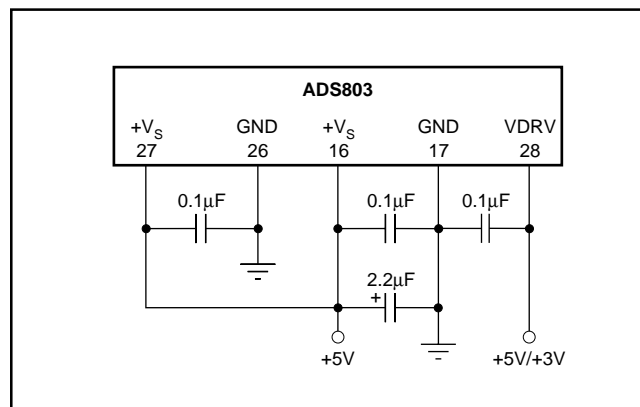 ADS803
+VS GND +VS GND VDRV
27 26 16 17 28
0.1µF 0.1µF 0.1µF
2.2µF
+
+5V +5V/+3V